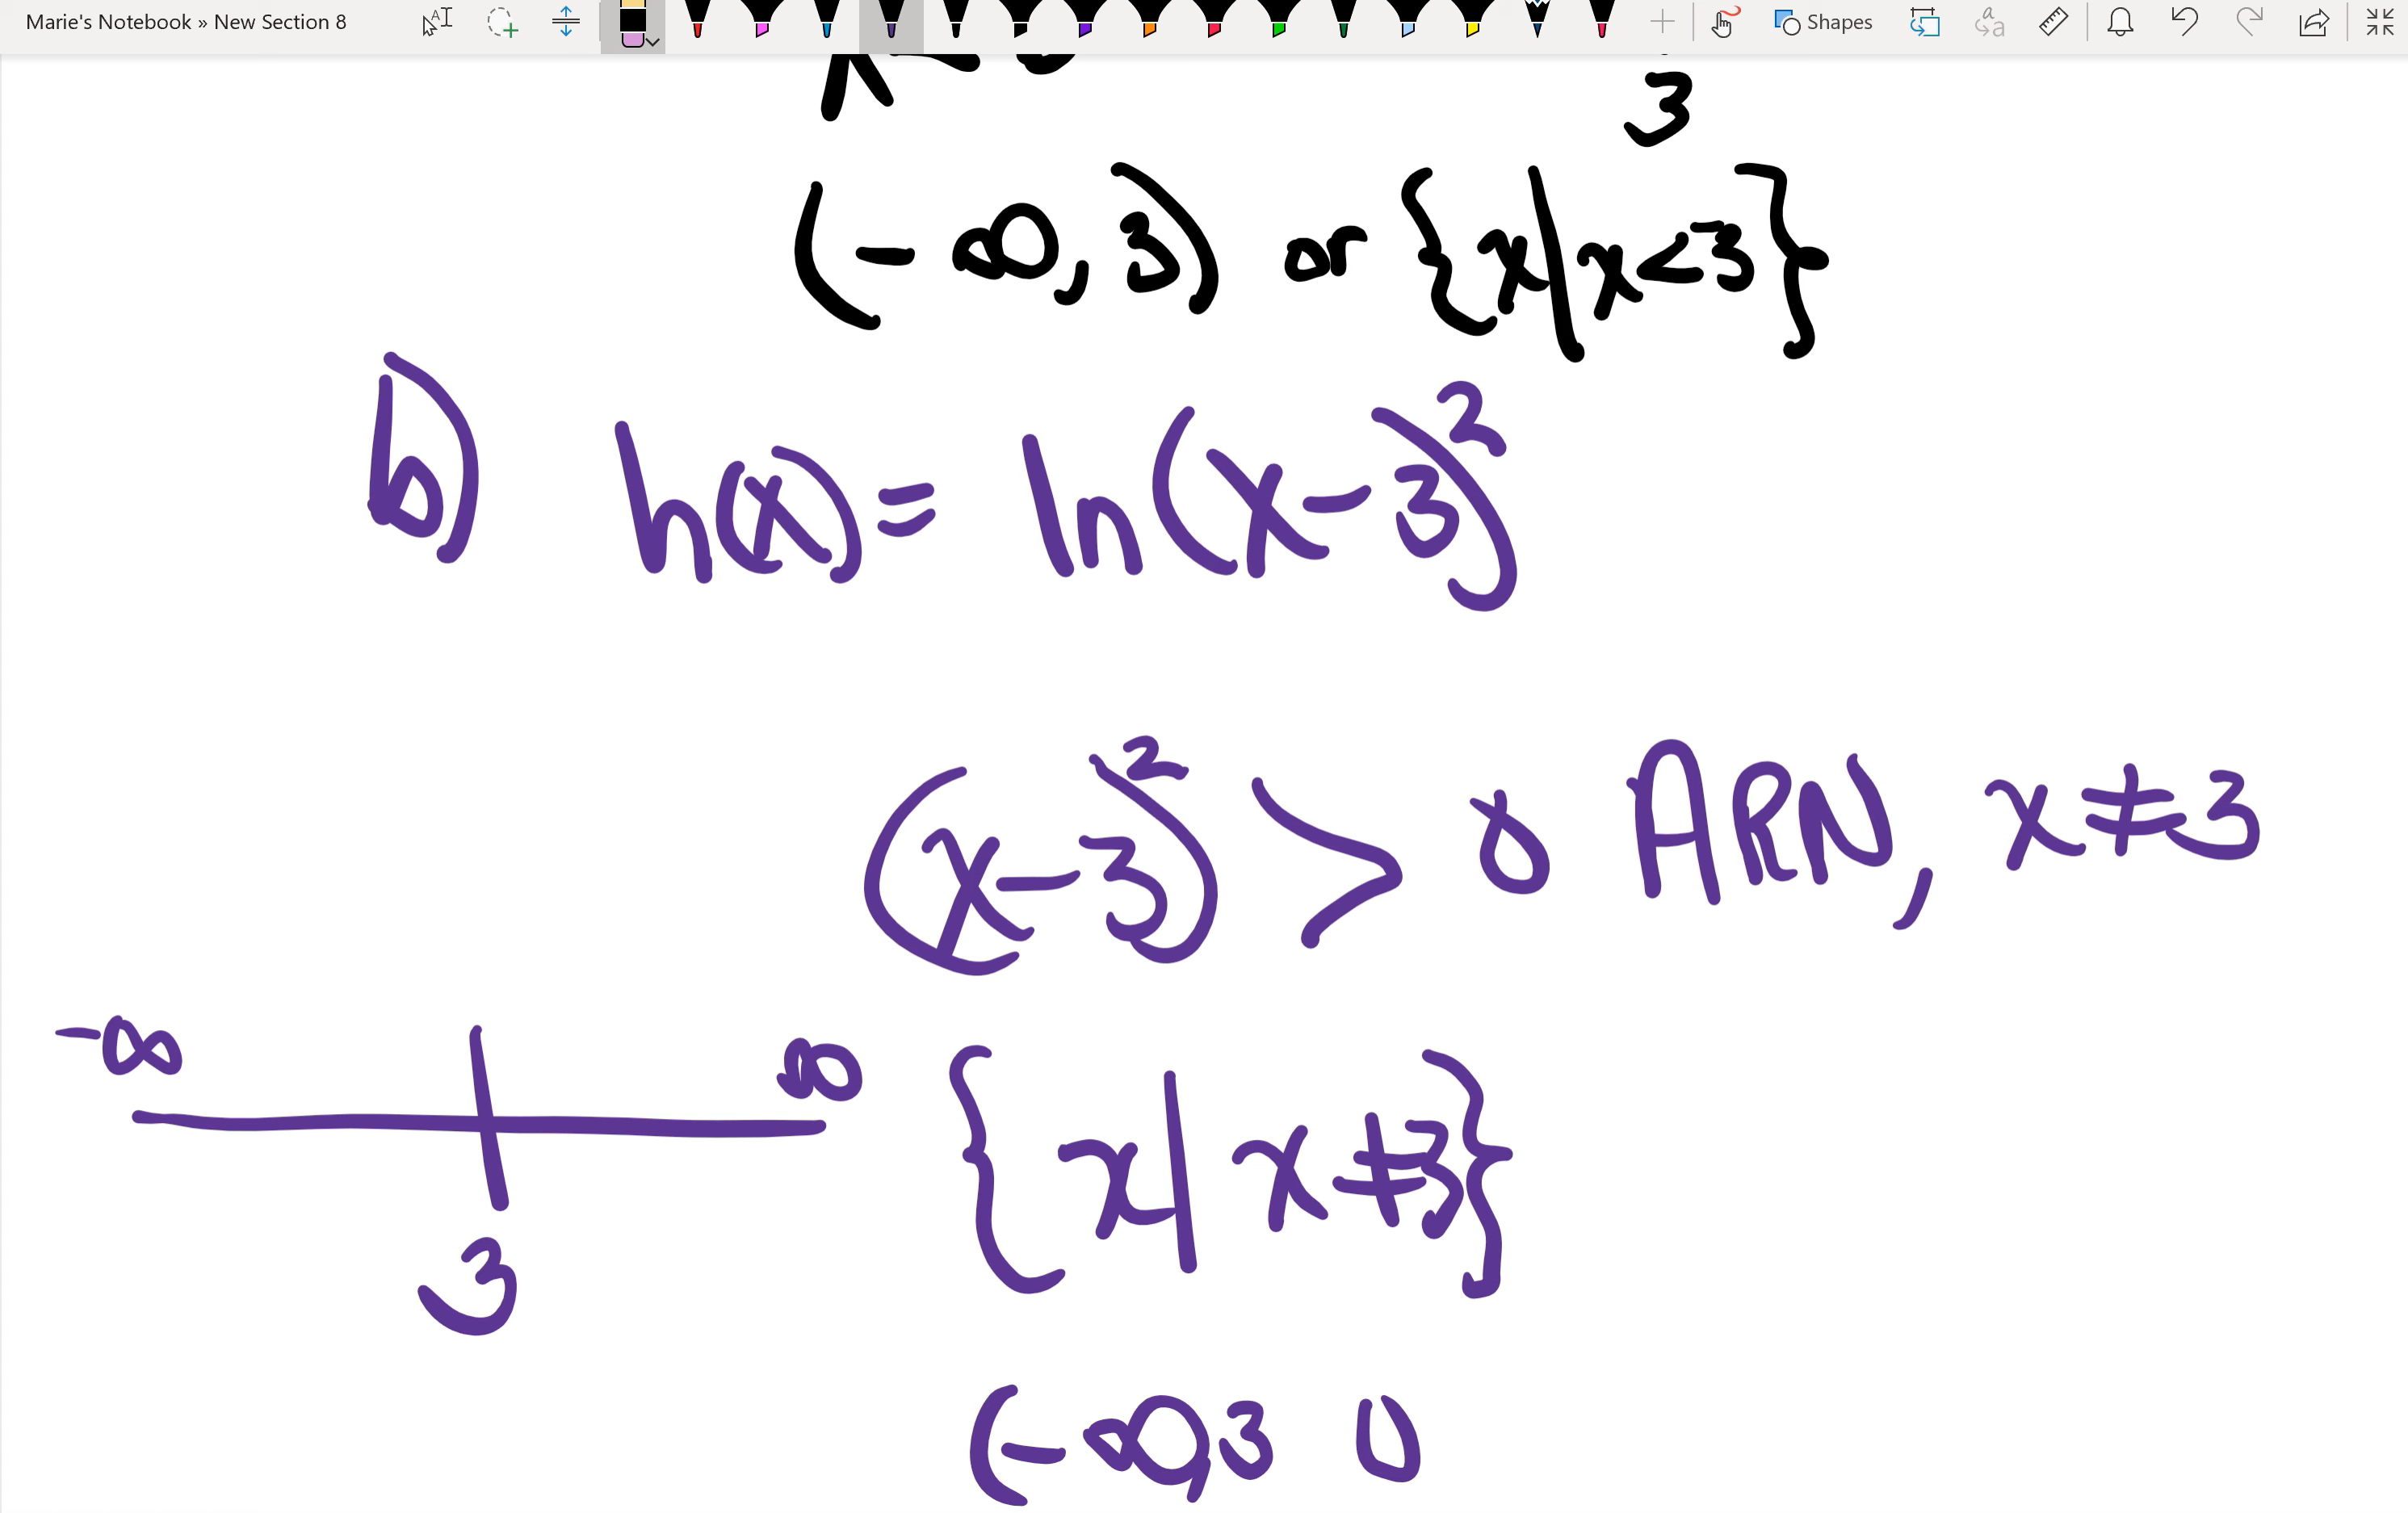 Marie's Notebook » New Section 8 Shapes
3
(-∞, 3) or {x|x<3}
b) h(x) = ln(x-3)²
(x-3)² > 0 ARN, x≠3
-∞ ∞ {x|x≠3}
3
(-∞,3 0